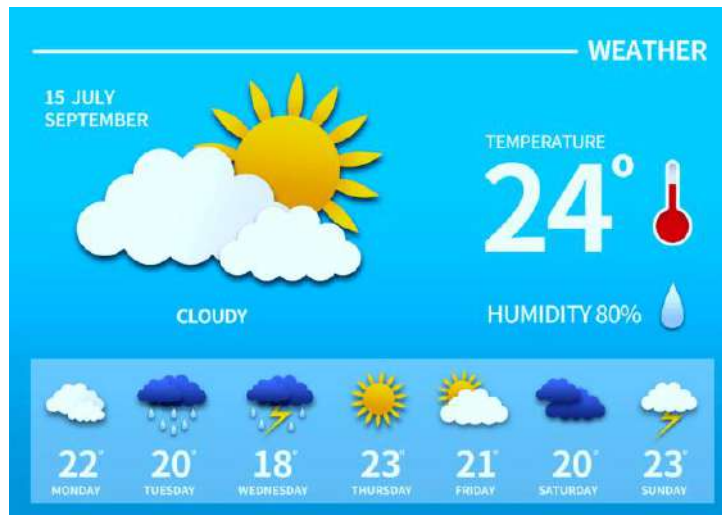 WEATHER
15 JULY
SEPTEMBER
TEMPERATURE
24°
CLOUDY
HUMIDITY 80%
22° 20° 18° 23° 21° 20° 23°
MONDAY TUESDAY WEDNESDAY THURSDAY FRIDAY SATURDAY SUNDAY